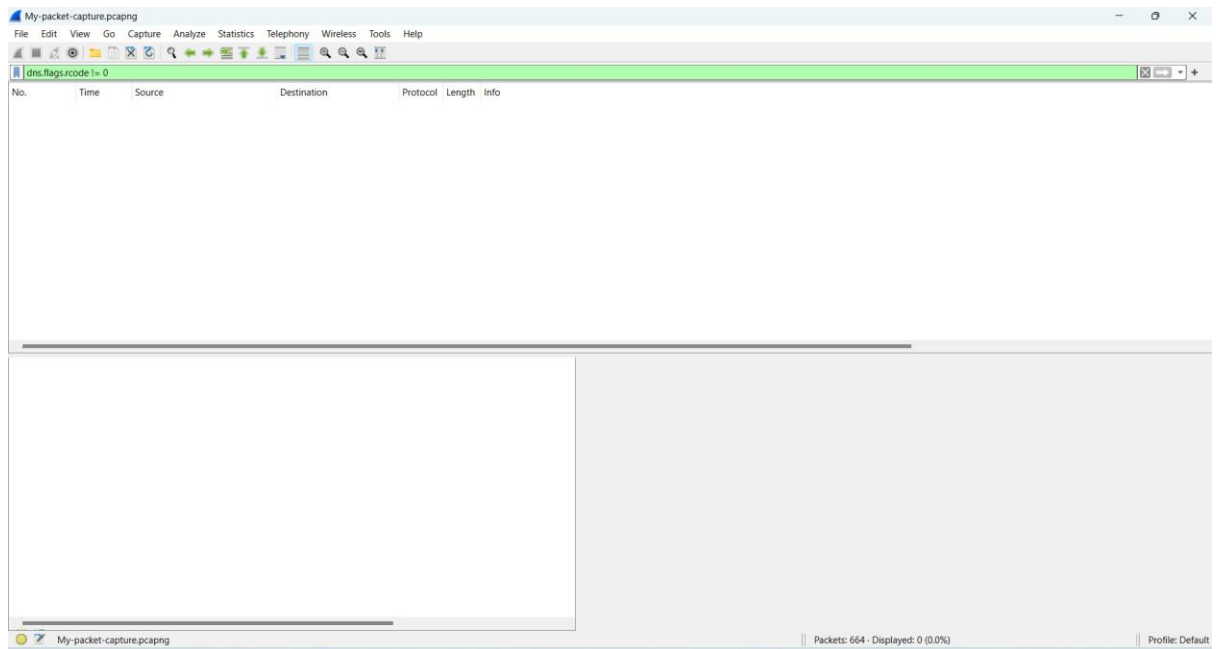 My-packet-capture.pcapng
File Edit View Go Capture Analyze Statistics Telephony Wireless Tools Help
dns.flags.rcode != 0
No. Time Source Destination Protocol Length Info
My-packet-capture.pcapng Packets: 664 · Displayed: 0 (0.0%) Profile: Default